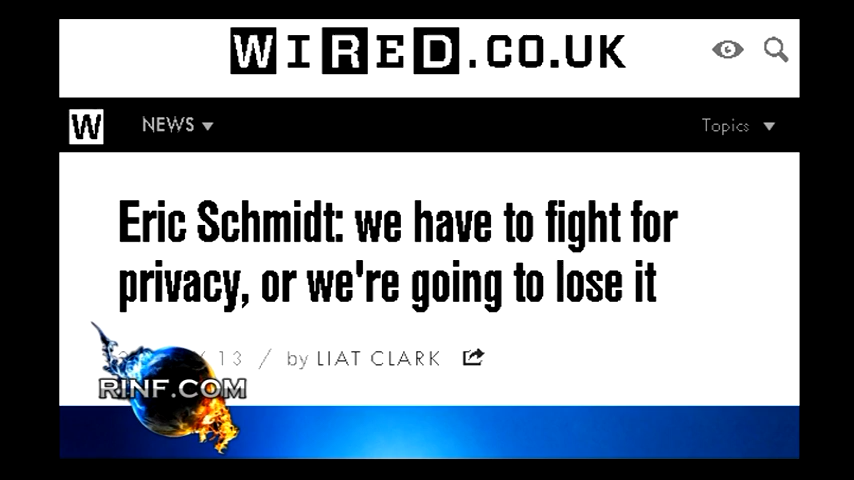 WIRED.CO.UK
W NEWS Topics
Eric Schmidt: we have to fight for
privacy, or we're going to lose it
/ 13 / by LIAT CLARK
RINF.COM